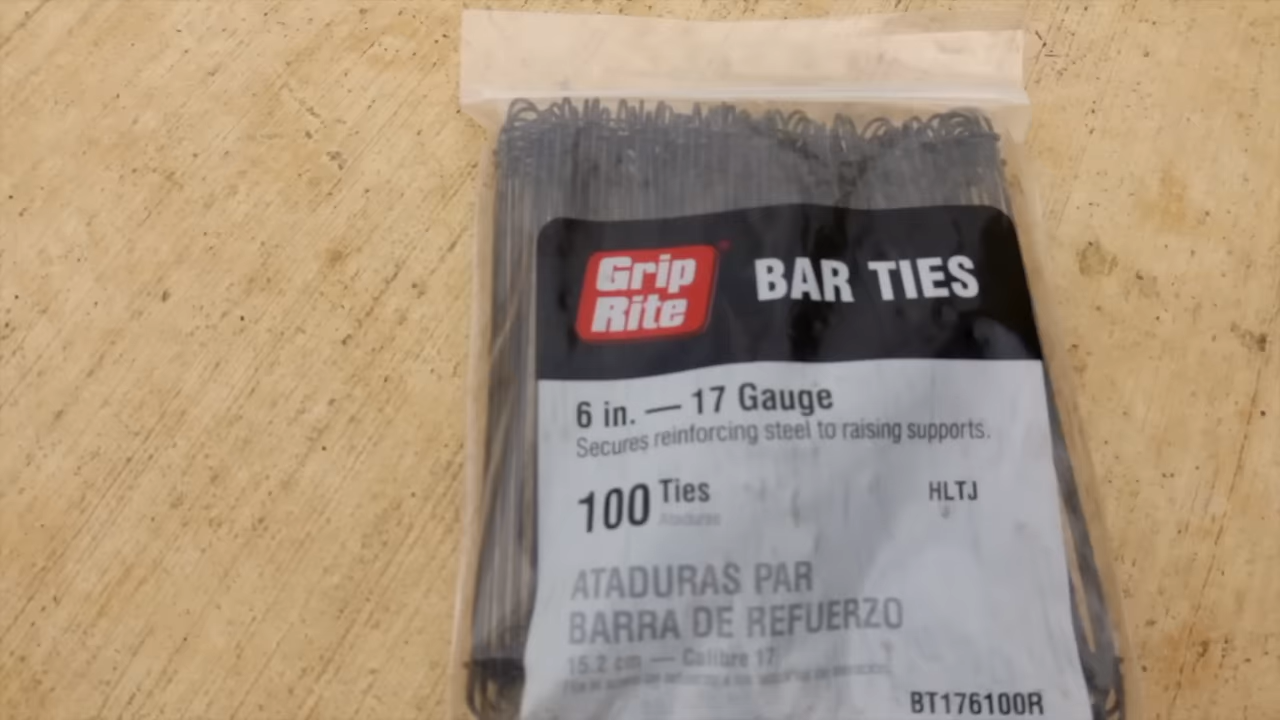 Grip
Rite
BAR TIES
6 in. — 17 Gauge
Secures reinforcing steel to raising supports.
100 Ties
Ataduras
HLTJ
ATADURAS PAR
BARRA DE REFUERZO
15.2 cm — Calibre 17
BT176100R